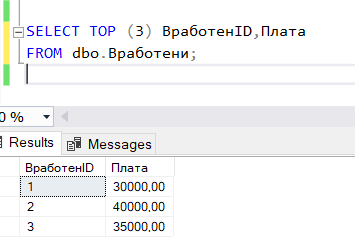 SELECT TOP (3) ВработенID,Плата
FROM dbo.Вработени;
0 %
Results Messages
ВработенID Плата
1 30000,00
2 40000,00
3 35000,00